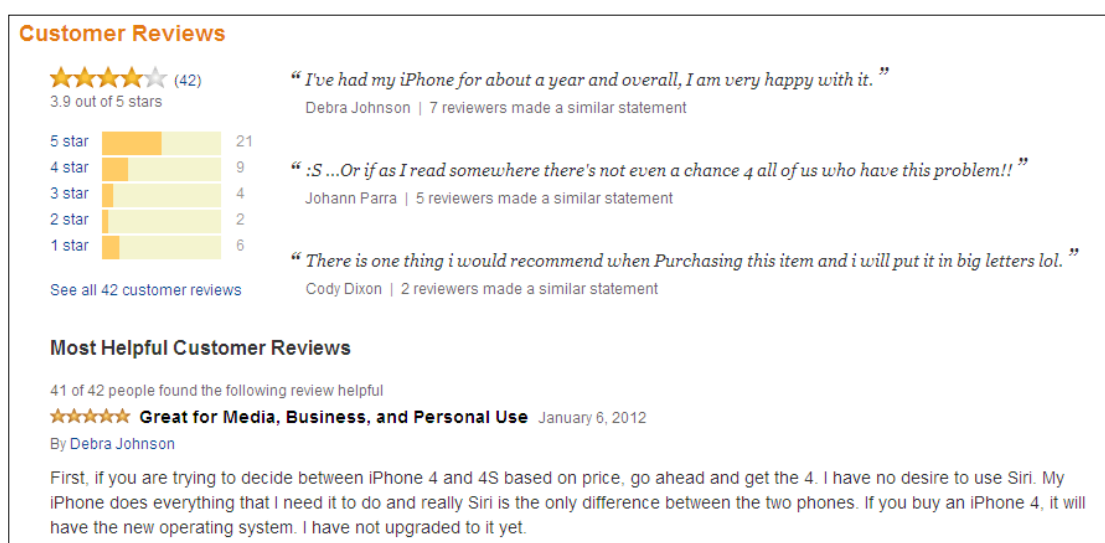 Customer Reviews
(42)
3.9 out of 5 stars
5 star 21
4 star 9
3 star 4
2 star 2
1 star 6
See all 42 customer reviews
“ I've had my iPhone for about a year and overall, I am very happy with it. ”
Debra Johnson | 7 reviewers made a similar statement
“ :S ...Or if as I read somewhere there's not even a chance 4 all of us who have this problem!! ”
Johann Parra | 5 reviewers made a similar statement
“ There is one thing i would recommend when Purchasing this item and i will put it in big letters lol. ”
Cody Dixon | 2 reviewers made a similar statement
Most Helpful Customer Reviews
41 of 42 people found the following review helpful
Great for Media, Business, and Personal Use January 6, 2012
By Debra Johnson
First, if you are trying to decide between iPhone 4 and 4S based on price, go ahead and get the 4. I have no desire to use Siri. My
iPhone does everything that I need it to do and really Siri is the only difference between the two phones. If you buy an iPhone 4, it will
have the new operating system. I have not upgraded to it yet.